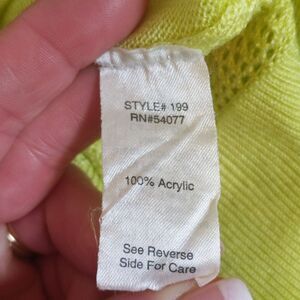 STYLE# 199
RN#54077
100% Acrylic
See Reverse
Side For Care